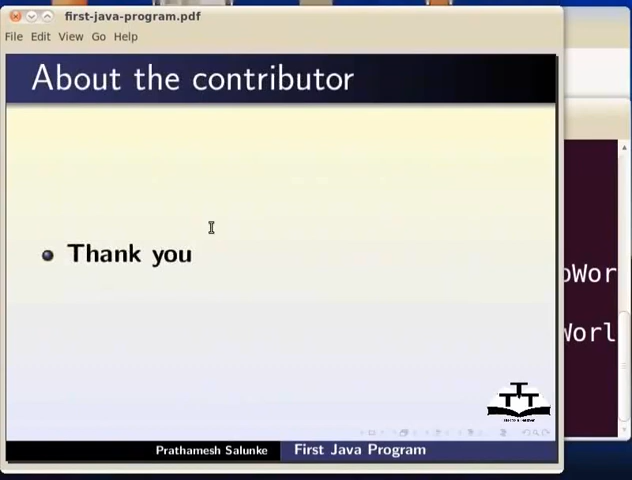 first-java-program.pdf
File Edit View Go Help
About the contributor
Thank you
oWor
Worl
TTT
Prathamesh Salunke First Java Program